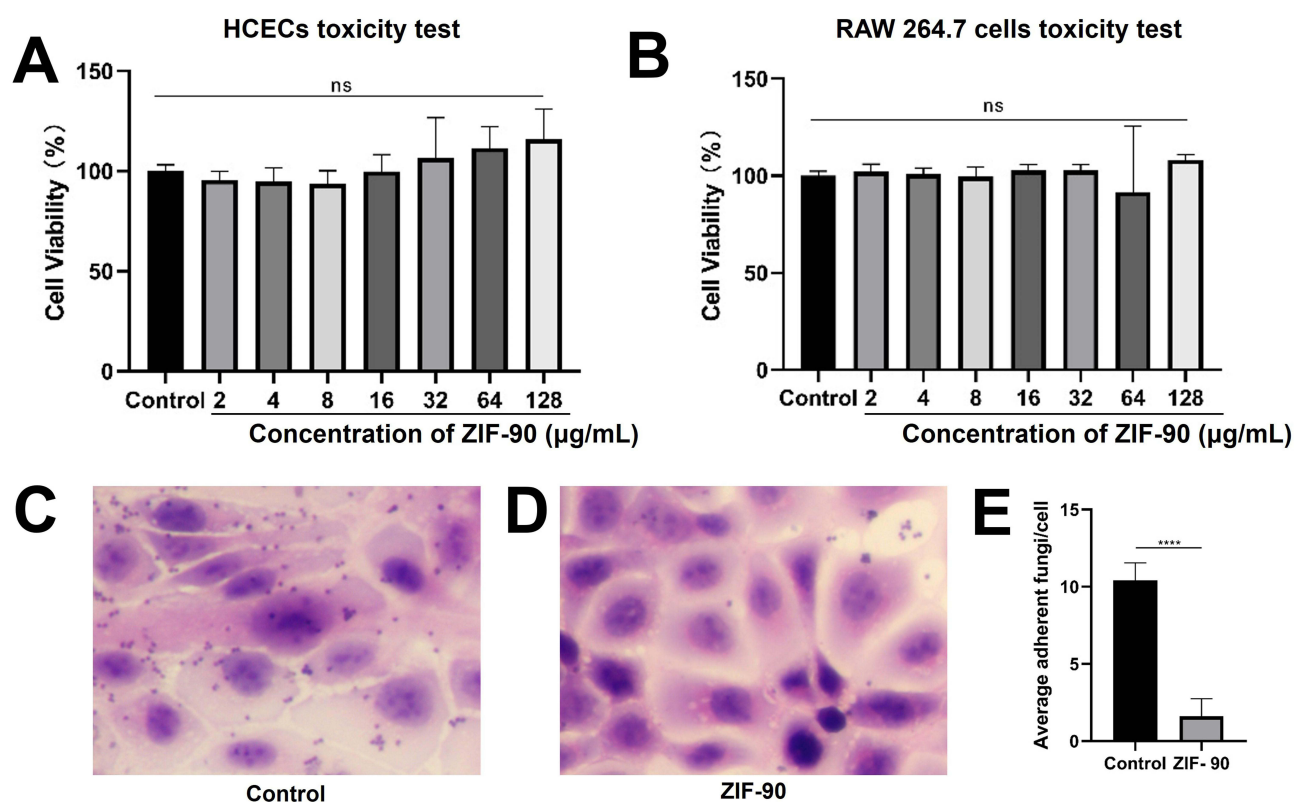 HCECs toxicity test
A
150
100
50
0
Cell Viability (%)
ns
Control 2 4 8 16 32 64 128
Concentration of ZIF-90 (μg/mL)
RAW 264.7 cells toxicity test
B
150
100
50
0
Cell Viability (%)
ns
Control 2 4 8 16 32 64 128
Concentration of ZIF-90 (μg/mL)
C
Control
D
ZIF-90
E
15
10
5
0
Average adherent fungi/cell
****
Control ZIF- 90